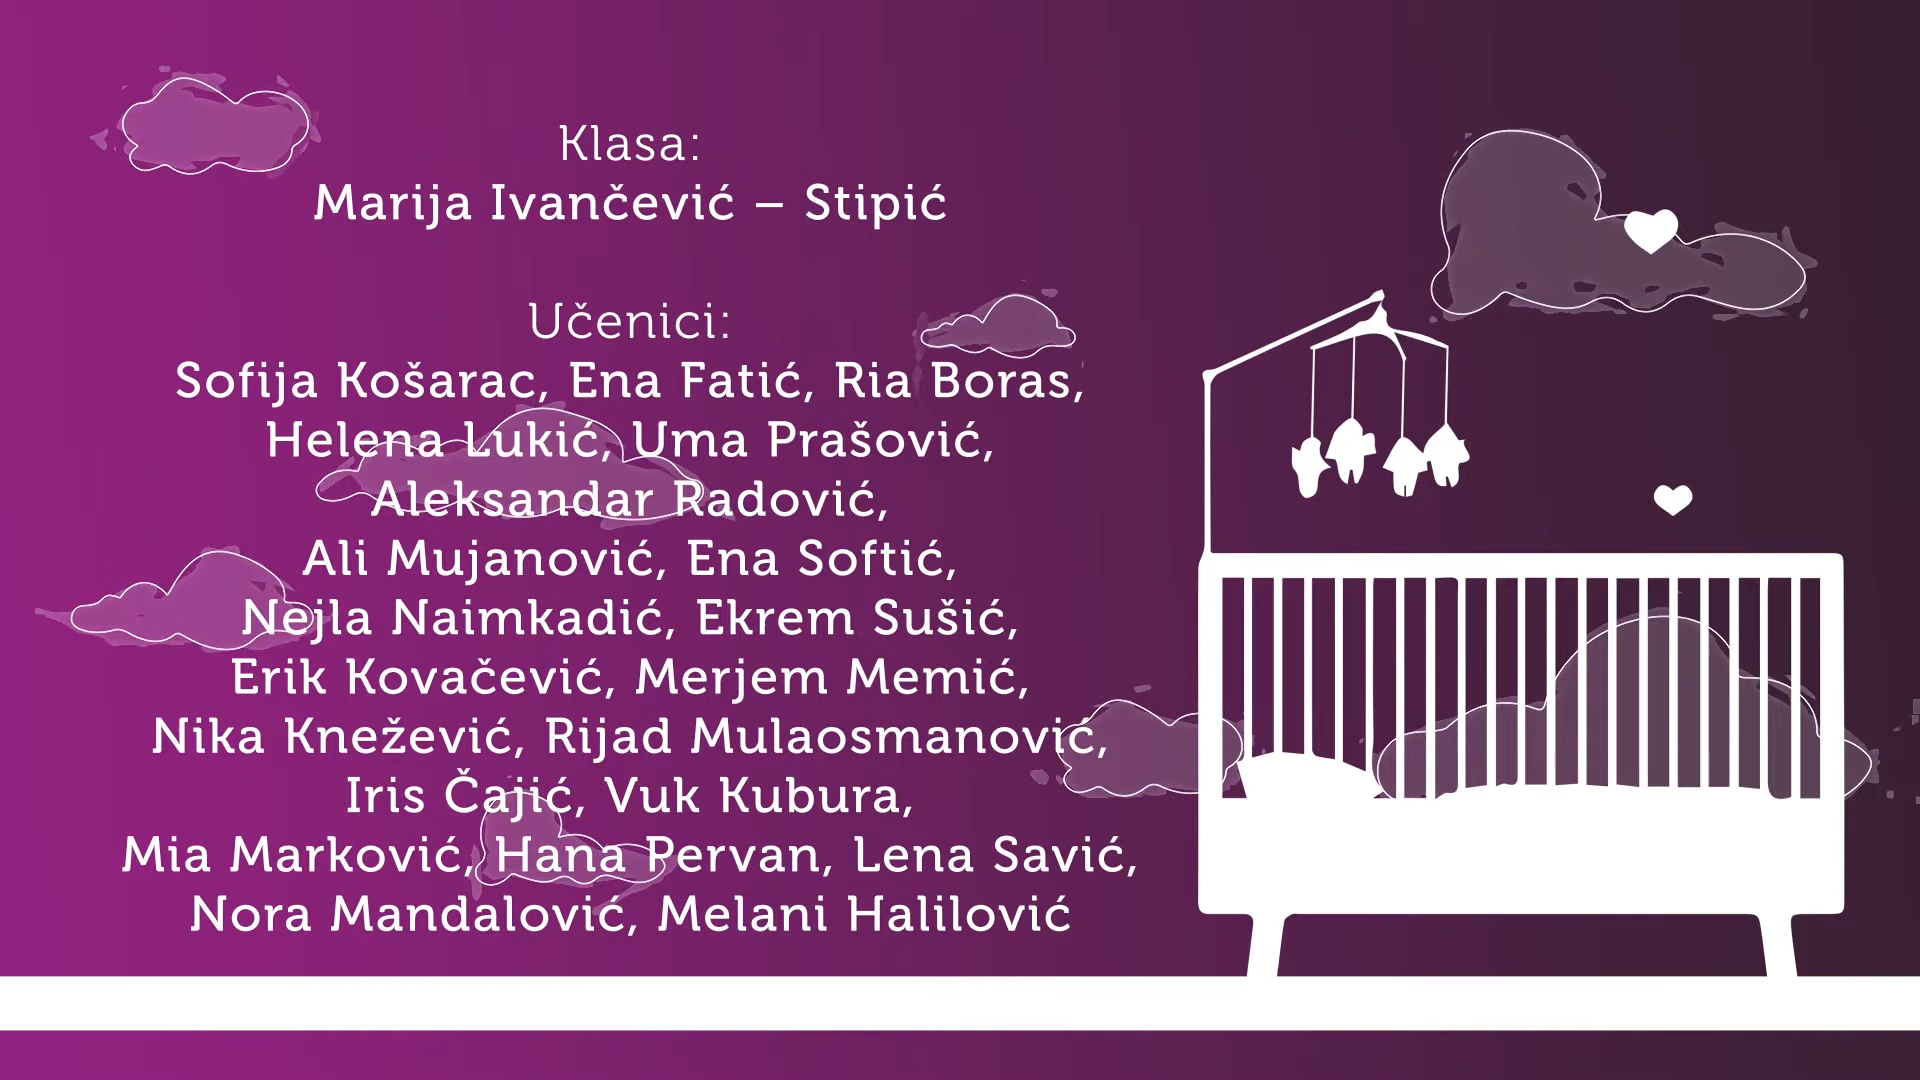 Klasa:
Marija Ivančević – Stipić
Učenici:
Sofija Košarac, Ena Fatić, Ria Boras,
Helena Lukić, Uma Prašović,
Aleksandar Radović,
Ali Mujanović, Ena Softić,
Nejla Naimkadić, Ekrem Sušić,
Erik Kovačević, Merjem Memić,
Nika Knežević, Rijad Mulaosmanović,
Iris Čajić, Vuk Kubura,
Mia Marković, Hana Pervan, Lena Savić,
Nora Mandalović, Melani Halilović